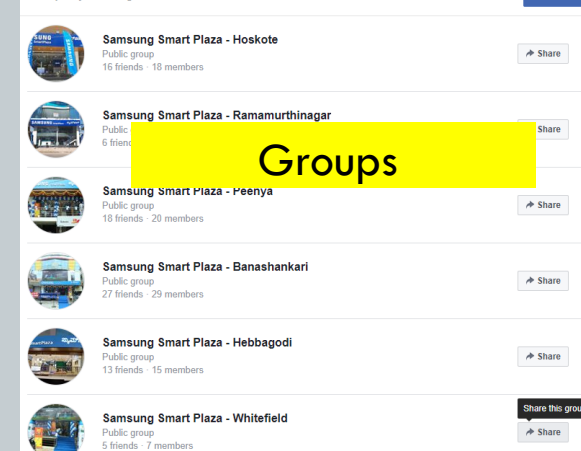 Samsung Smart Plaza - Hoskote
Public group
16 friends · 18 members
Share
Samsung Smart Plaza - Ramamurthinagar
Public
6 friend
Share
Groups
Samsung Smart Plaza - Peenya
Public group
18 friends · 20 members
Share
Samsung Smart Plaza - Banashankari
Public group
27 friends · 29 members
Share
Samsung Smart Plaza - Hebbagodi
Public group
13 friends · 15 members
Share
Share this grou
Samsung Smart Plaza - Whitefield
Public group
5 friends · 7 members
Share